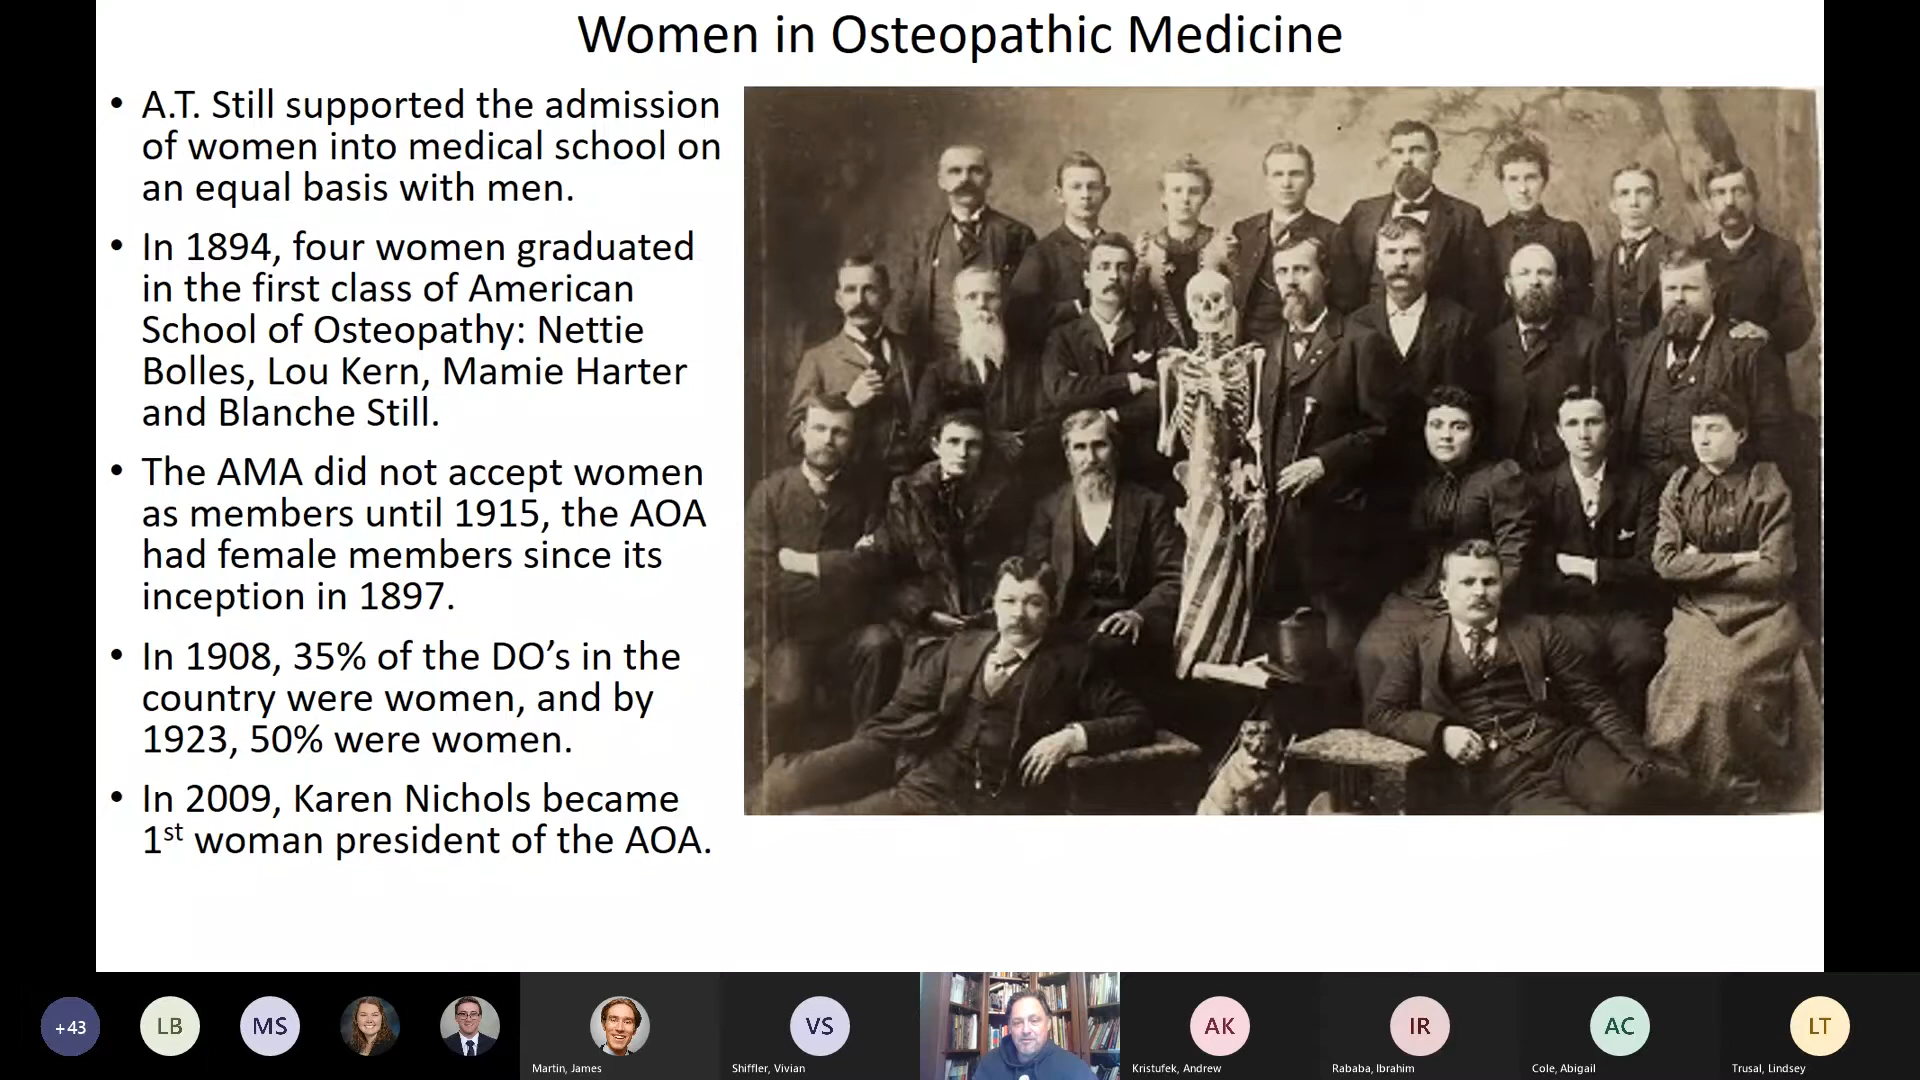 Women in Osteopathic Medicine
• A.T. Still supported the admission
of women into medical school on
an equal basis with men.
• In 1894, four women graduated
in the first class of American
School of Osteopathy: Nettie
Bolles, Lou Kern, Mamie Harter
and Blanche Still.
• The AMA did not accept women
as members until 1915, the AOA
had female members since its
inception in 1897.
• In 1908, 35% of the DO’s in the
country were women, and by
1923, 50% were women.
• In 2009, Karen Nichols became
1st woman president of the AOA.
+43
LB
MS
Martin, James
VS
Shiffler, Vivian
AK
Kristufek, Andrew
IR
Rababa, Ibrahim
AC
Cole, Abigail
LT
Trusal, Lindsey